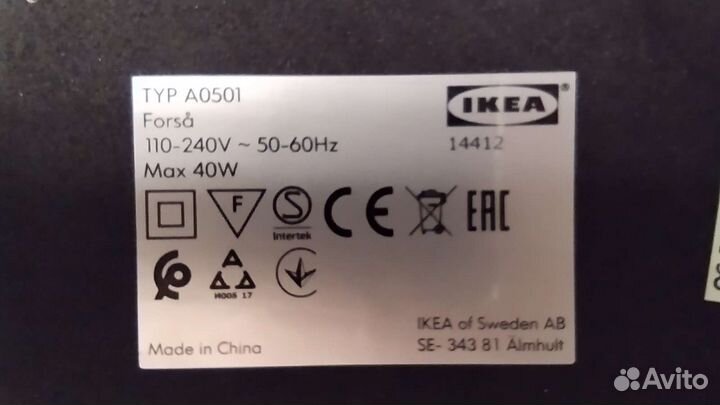 TYP A0501
Forså
110-240V ~ 50-60Hz
Max 40W
IKEA®
14412
F
S
Intertek
CE
EAC
A
MOOS 17
Made in China
IKEA of Sweden AB
SE- 343 81 Älmhult
Avito